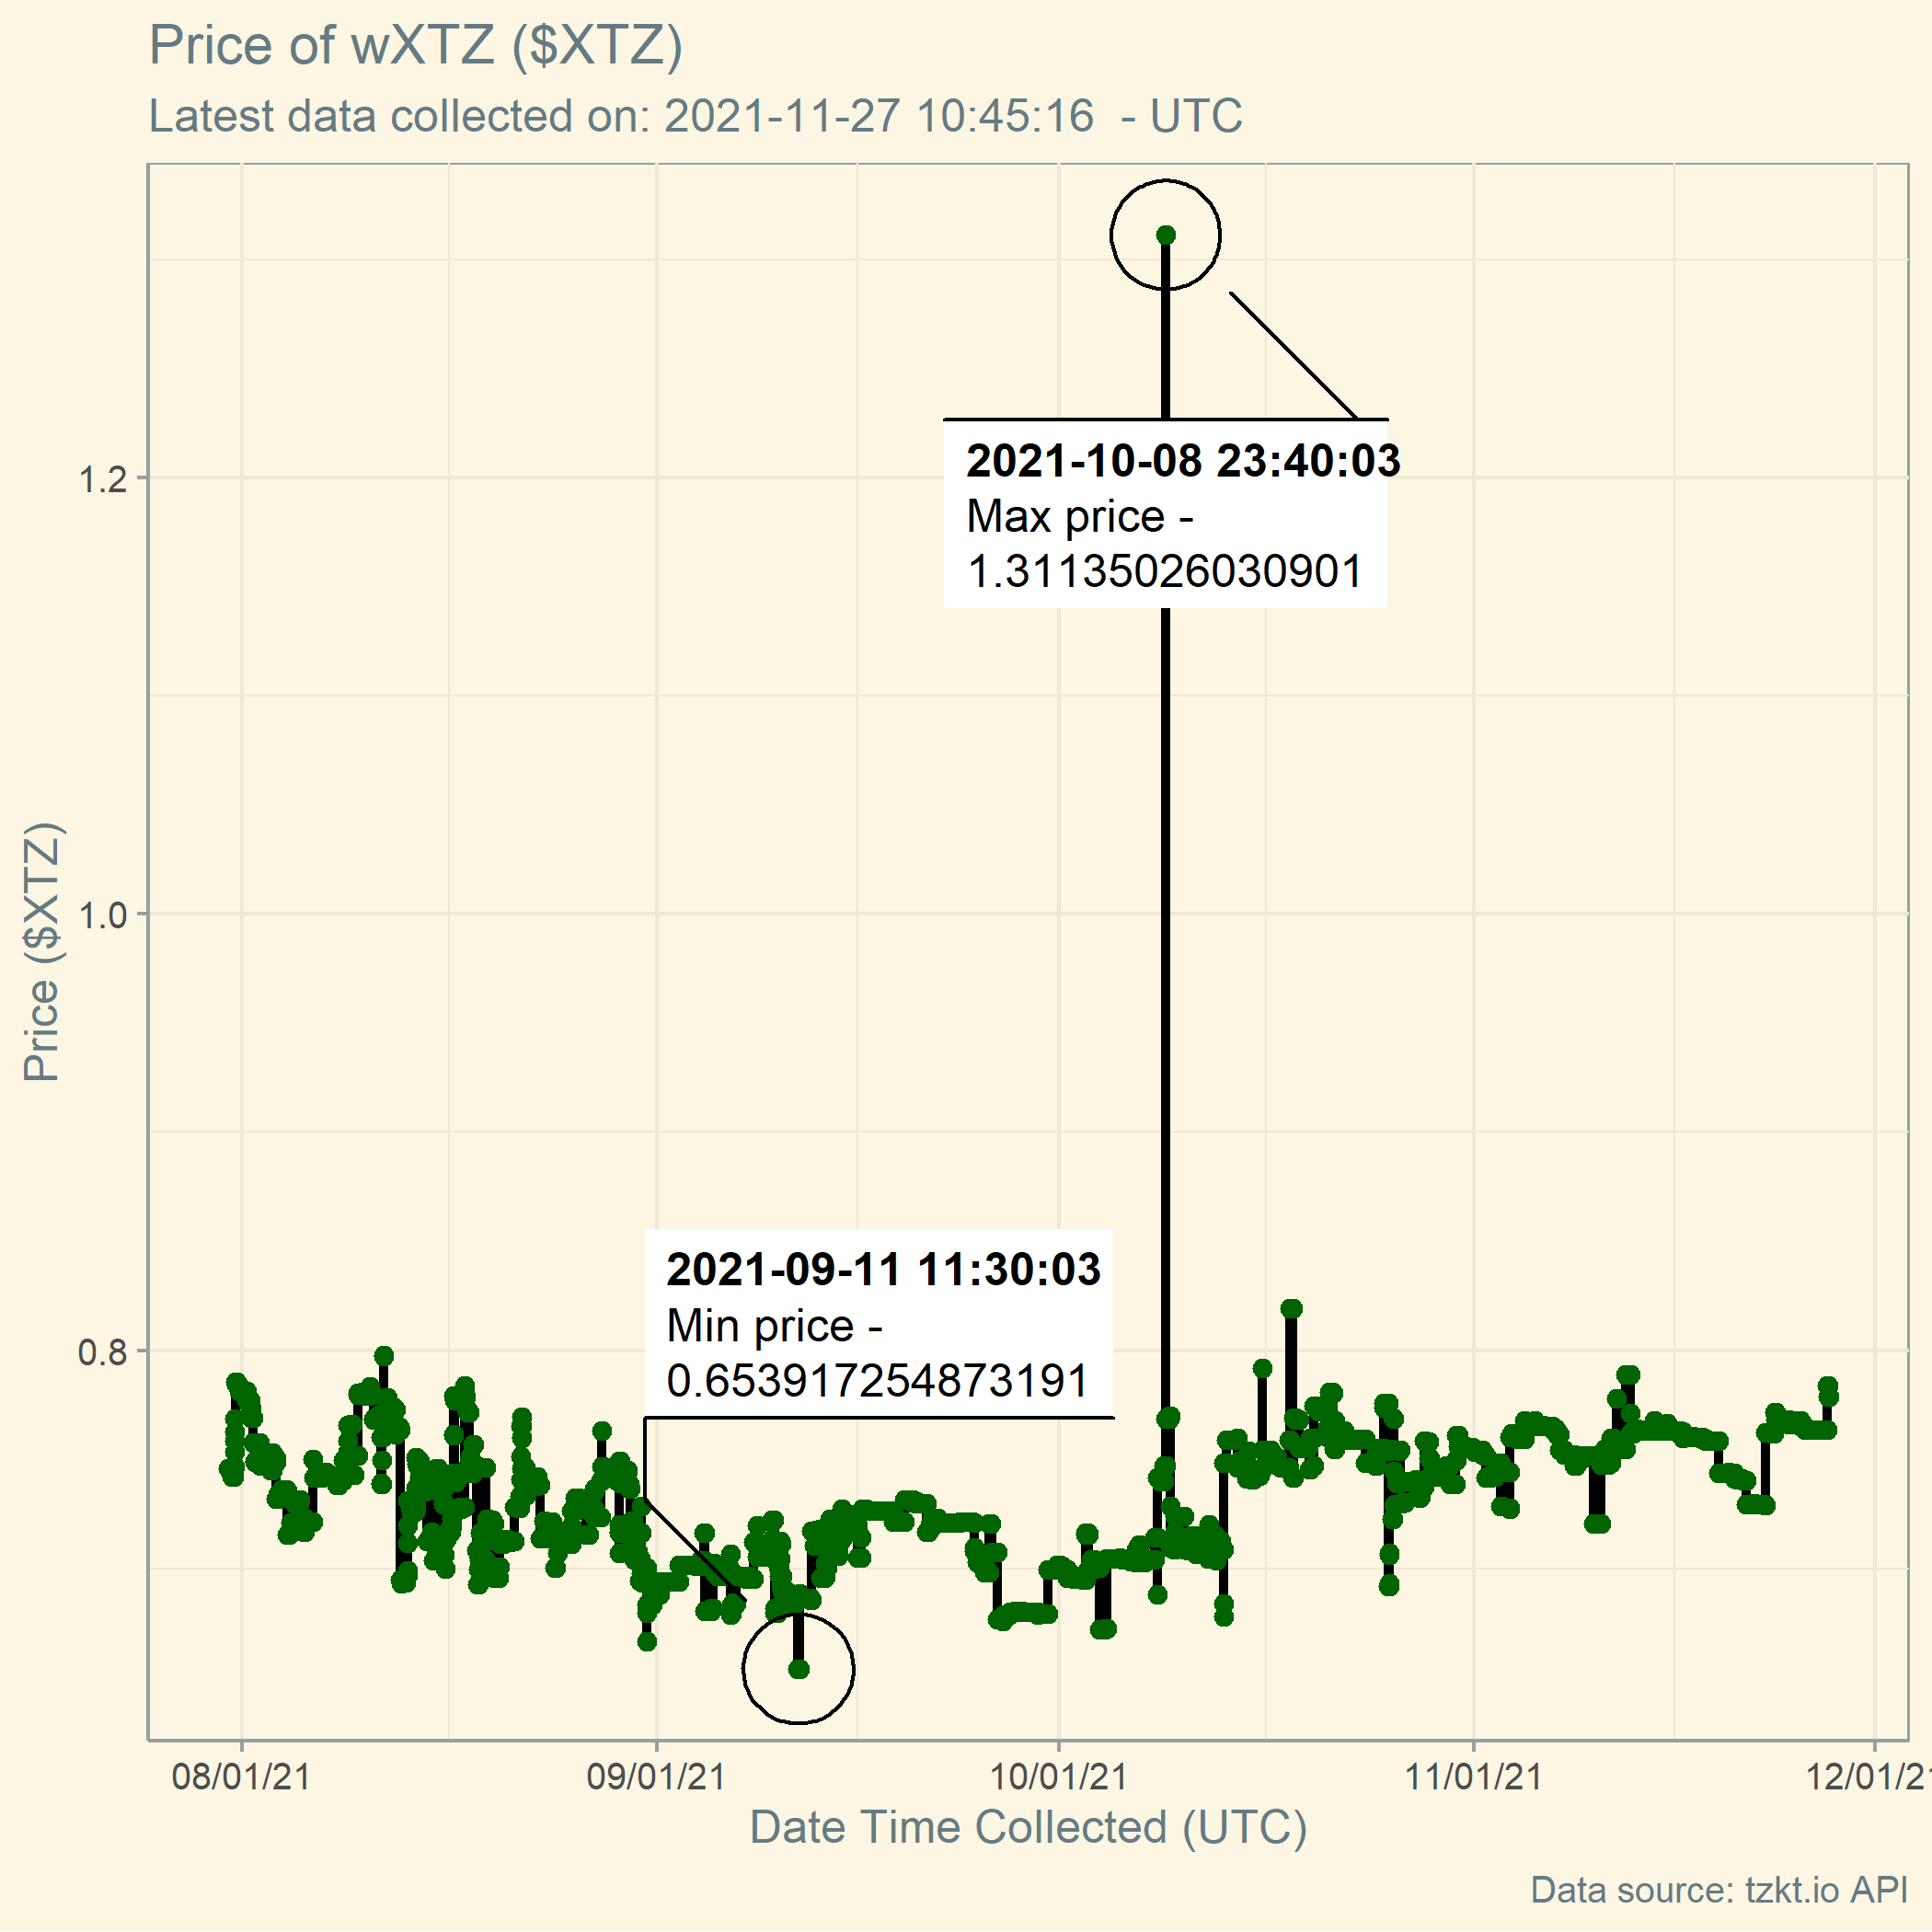 Price of wXTZ ($XTZ)
Latest data collected on: 2021-11-27 10:45:16  - UTC
2021-10-08 23:40:03
Max price -
1.31135026030901
1.2
1.0
0.8
Price ($XTZ)
2021-09-11 11:30:03
Min price -
0.653917254873191
08/01/21
09/01/21
10/01/21
11/01/21
12/01/21
Date Time Collected (UTC)
Data source: tzkt.io API